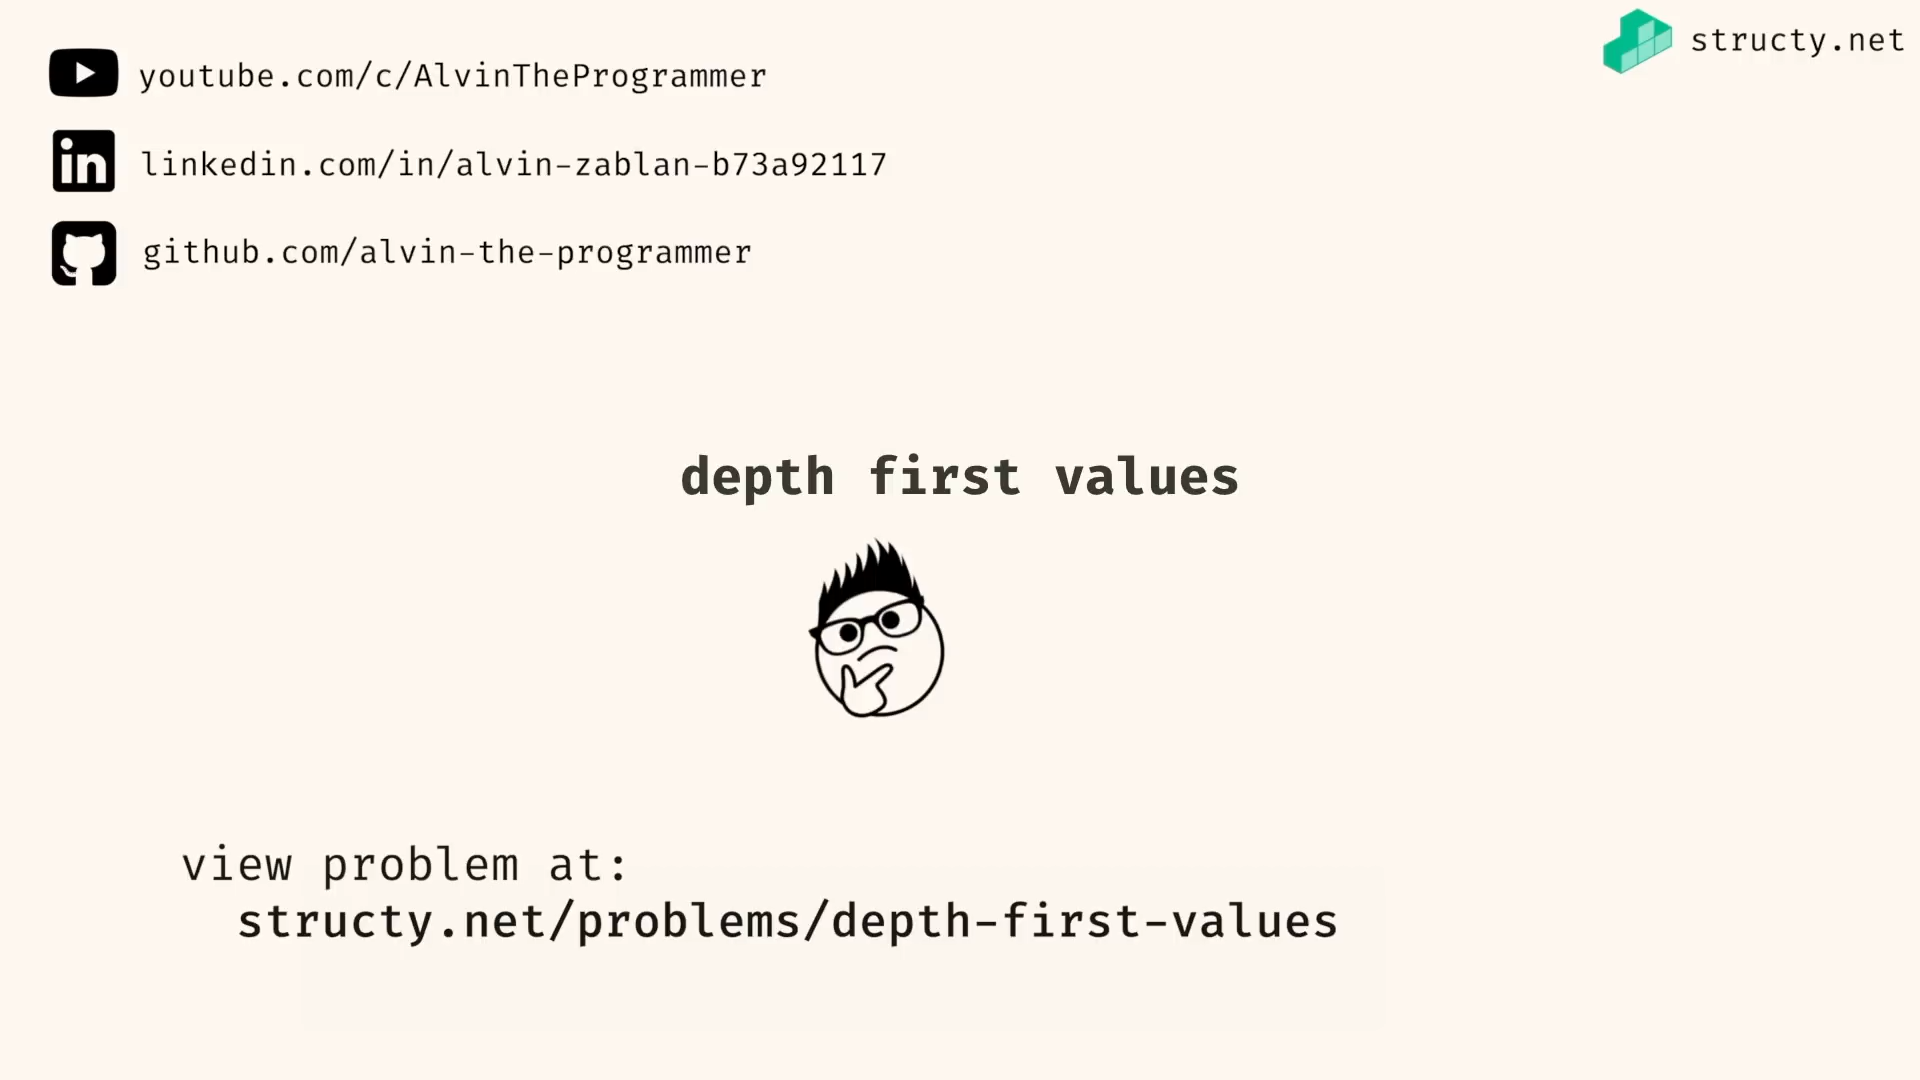 structy.net
youtube.com/c/AlvinTheProgrammer
linkedin.com/in/alvin-zablan-b73a92117
github.com/alvin-the-programmer
depth first values
view problem at:
structy.net/problems/depth-first-values